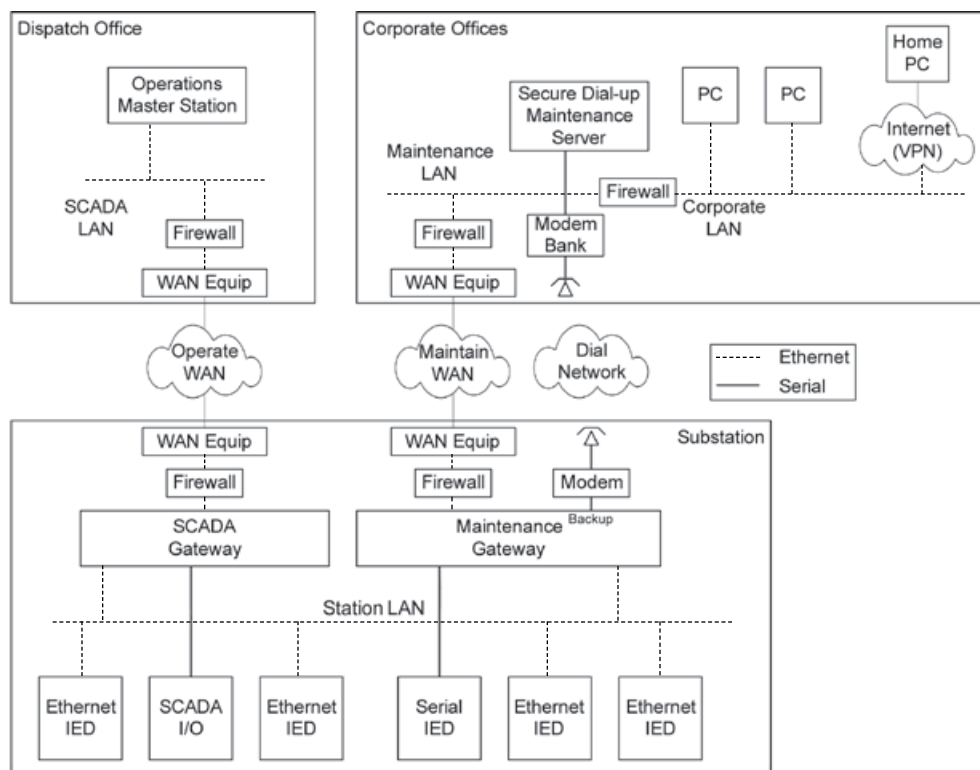 Dispatch Office
Operations
Master Station
SCADA
LAN
Firewall
WAN Equip
Corporate Offices
Home
PC
Secure Dial-up
Maintenance
Server
PC
PC
Internet
(VPN)
Maintenance
LAN
Firewall
Corporate
LAN
Firewall
Modem
Bank
WAN Equip
Operate
WAN
Maintain
WAN
Dial
Network
Ethernet
Serial
Substation
WAN Equip
WAN Equip
Firewall
Firewall
Modem
SCADA
Gateway
Maintenance
Gateway
Backup
Station LAN
Ethernet
IED
SCADA
I/O
Ethernet
IED
Serial
IED
Ethernet
IED
Ethernet
IED